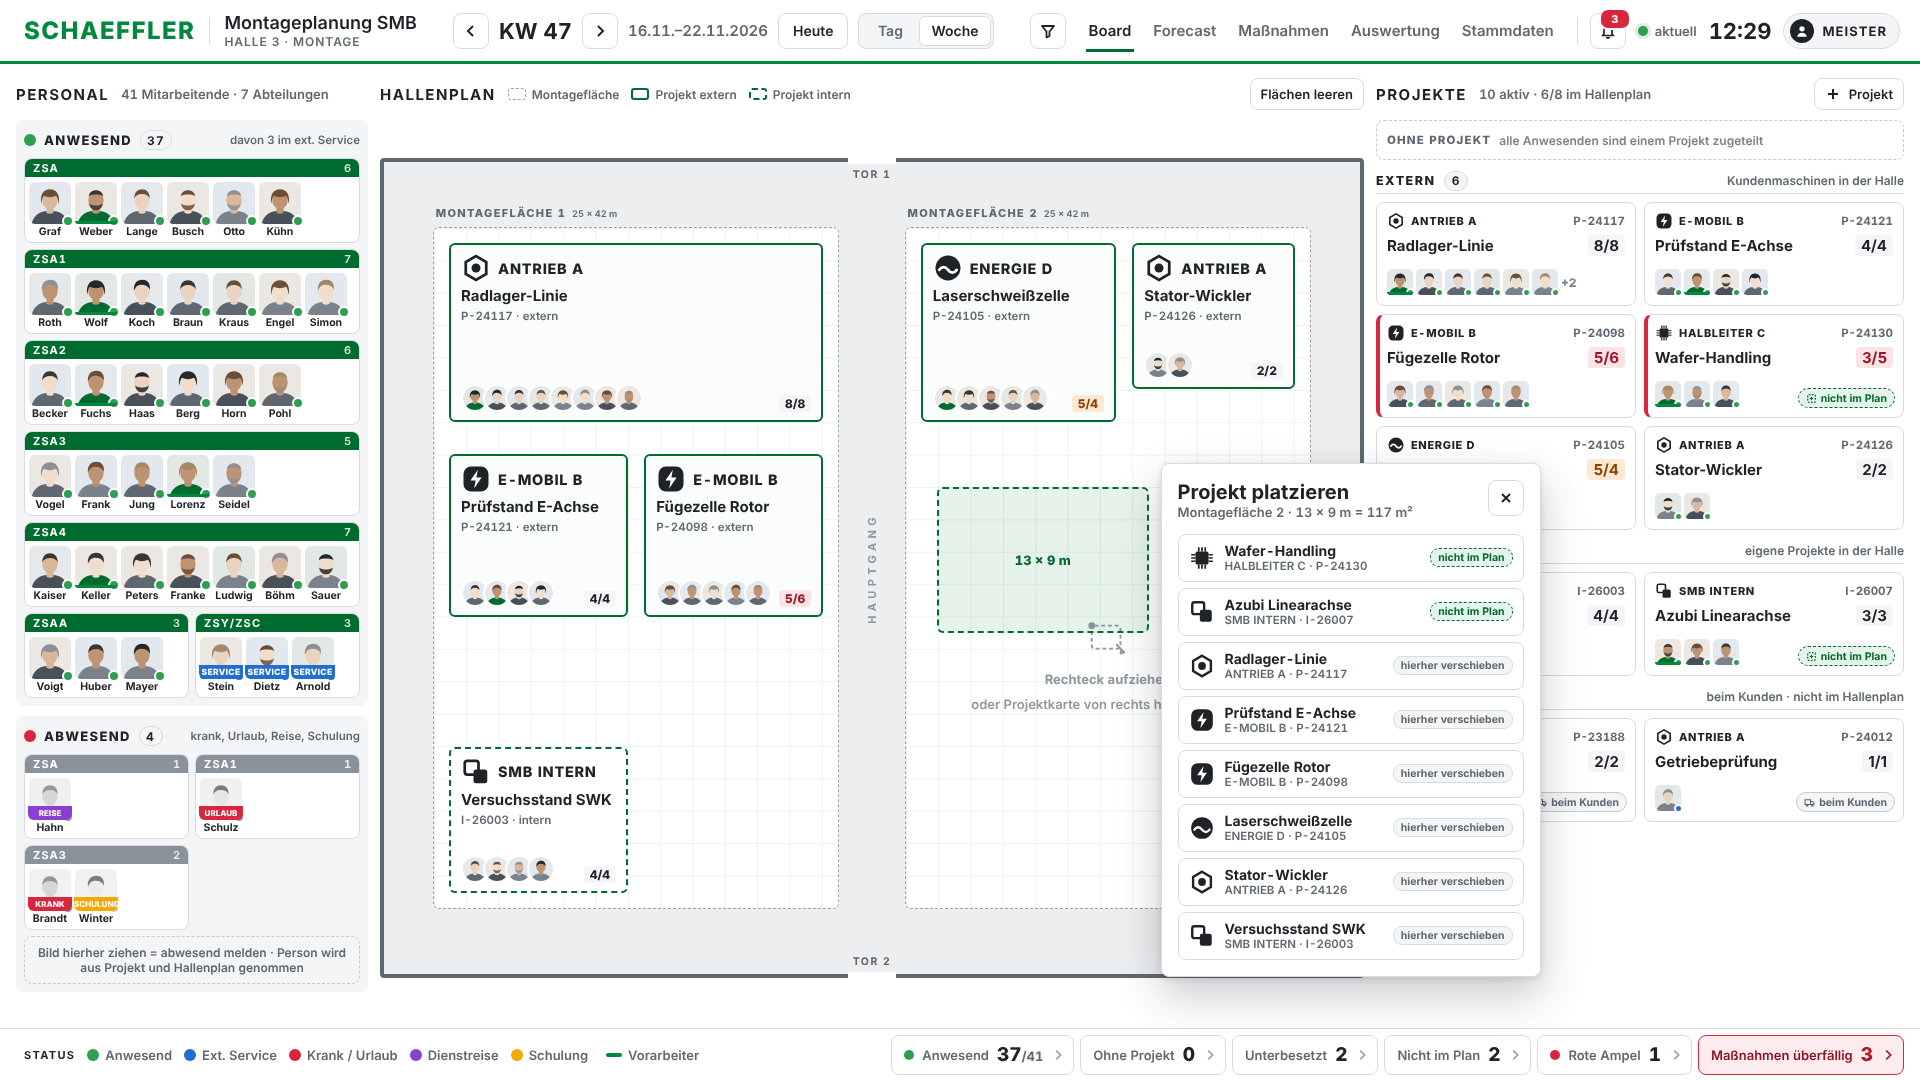 SCHAEFFLER
Montageplanung SMB
HALLE 3 · MONTAGE
KW 47
16.11.–22.11.2026
Heute
Tag
Woche
Board
Forecast
Maßnahmen
Auswertung
Stammdaten
3
aktuell
12:29
MEISTER
PERSONAL
41 Mitarbeitende · 7 Abteilungen
ANWESEND 37
davon 3 im ext. Service
ZSA 6
Graf Weber Lange Busch Otto Kühn
ZSA1 7
Roth Wolf Koch Braun Kraus Engel Simon
ZSA2 6
Becker Fuchs Haas Berg Horn Pohl
ZSA3 5
Vogel Frank Jung Lorenz Seidel
ZSA4 7
Kaiser Keller Peters Franke Ludwig Böhm Sauer
ZSAA 3
Voigt Huber Mayer
ZSY/ZSC 3
SERVICE SERVICE SERVICE
Stein Dietz Arnold
ABWESEND 4
krank, Urlaub, Reise, Schulung
ZSA 1
REISE
Hahn
ZSA1 1
URLAUB
Schulz
ZSA3 2
KRANK SCHULUNG
Brandt Winter
Bild hierher ziehen = abwesend melden · Person wird
aus Projekt und Hallenplan genommen
HALLENPLAN
Montagefläche
Projekt extern
Projekt intern
Flächen leeren
TOR 1
MONTAGEFLÄCHE 1 25 × 42 m
ANTRIEB A
Radlager-Linie
P-24117 · extern
8/8
E-MOBIL B
Prüfstand E-Achse
P-24121 · extern
4/4
E-MOBIL B
Fügezelle Rotor
P-24098 · extern
5/6
SMB INTERN
Versuchsstand SWK
I-26003 · intern
4/4
HAUPTGANG
MONTAGEFLÄCHE 2 25 × 42 m
ENERGIE D
Laserschweißzelle
P-24105 · extern
5/4
ANTRIEB A
Stator-Wickler
P-24126 · extern
2/2
13 × 9 m
Rechteck aufziehe
oder Projektkarte von rechts h
TOR 2
Projekt platzieren
Montagefläche 2 · 13 × 9 m = 117 m²
Wafer-Handling
HALBLEITER C · P-24130
nicht im Plan
Azubi Linearachse
SMB INTERN · I-26007
nicht im Plan
Radlager-Linie
ANTRIEB A · P-24117
hierher verschieben
Prüfstand E-Achse
E-MOBIL B · P-24121
hierher verschieben
Fügezelle Rotor
E-MOBIL B · P-24098
hierher verschieben
Laserschweißzelle
ENERGIE D · P-24105
hierher verschieben
Stator-Wickler
ANTRIEB A · P-24126
hierher verschieben
Versuchsstand SWK
SMB INTERN · I-26003
hierher verschieben
PROJEKTE
10 aktiv · 6/8 im Hallenplan
+ Projekt
OHNE PROJEKT alle Anwesenden sind einem Projekt zugeteilt
EXTERN 6
Kundenmaschinen in der Halle
ANTRIEB A P-24117
Radlager-Linie 8/8
+2
E-MOBIL B P-24121
Prüfstand E-Achse 4/4
E-MOBIL B P-24098
Fügezelle Rotor 5/6
HALBLEITER C P-24130
Wafer-Handling 3/5
nicht im Plan
ENERGIE D P-24105
5/4
ANTRIEB A P-24126
Stator-Wickler 2/2
eigene Projekte in der Halle
I-26003
4/4
SMB INTERN I-26007
Azubi Linearachse 3/3
nicht im Plan
beim Kunden · nicht im Hallenplan
P-23188
2/2
beim Kunden
ANTRIEB A P-24012
Getriebeprüfung 1/1
beim Kunden
STATUS
Anwesend
Ext. Service
Krank / Urlaub
Dienstreise
Schulung
Vorarbeiter
Anwesend 37/41
Ohne Projekt 0
Unterbesetzt 2
Nicht im Plan 2
Rote Ampel 1
Maßnahmen überfällig 3